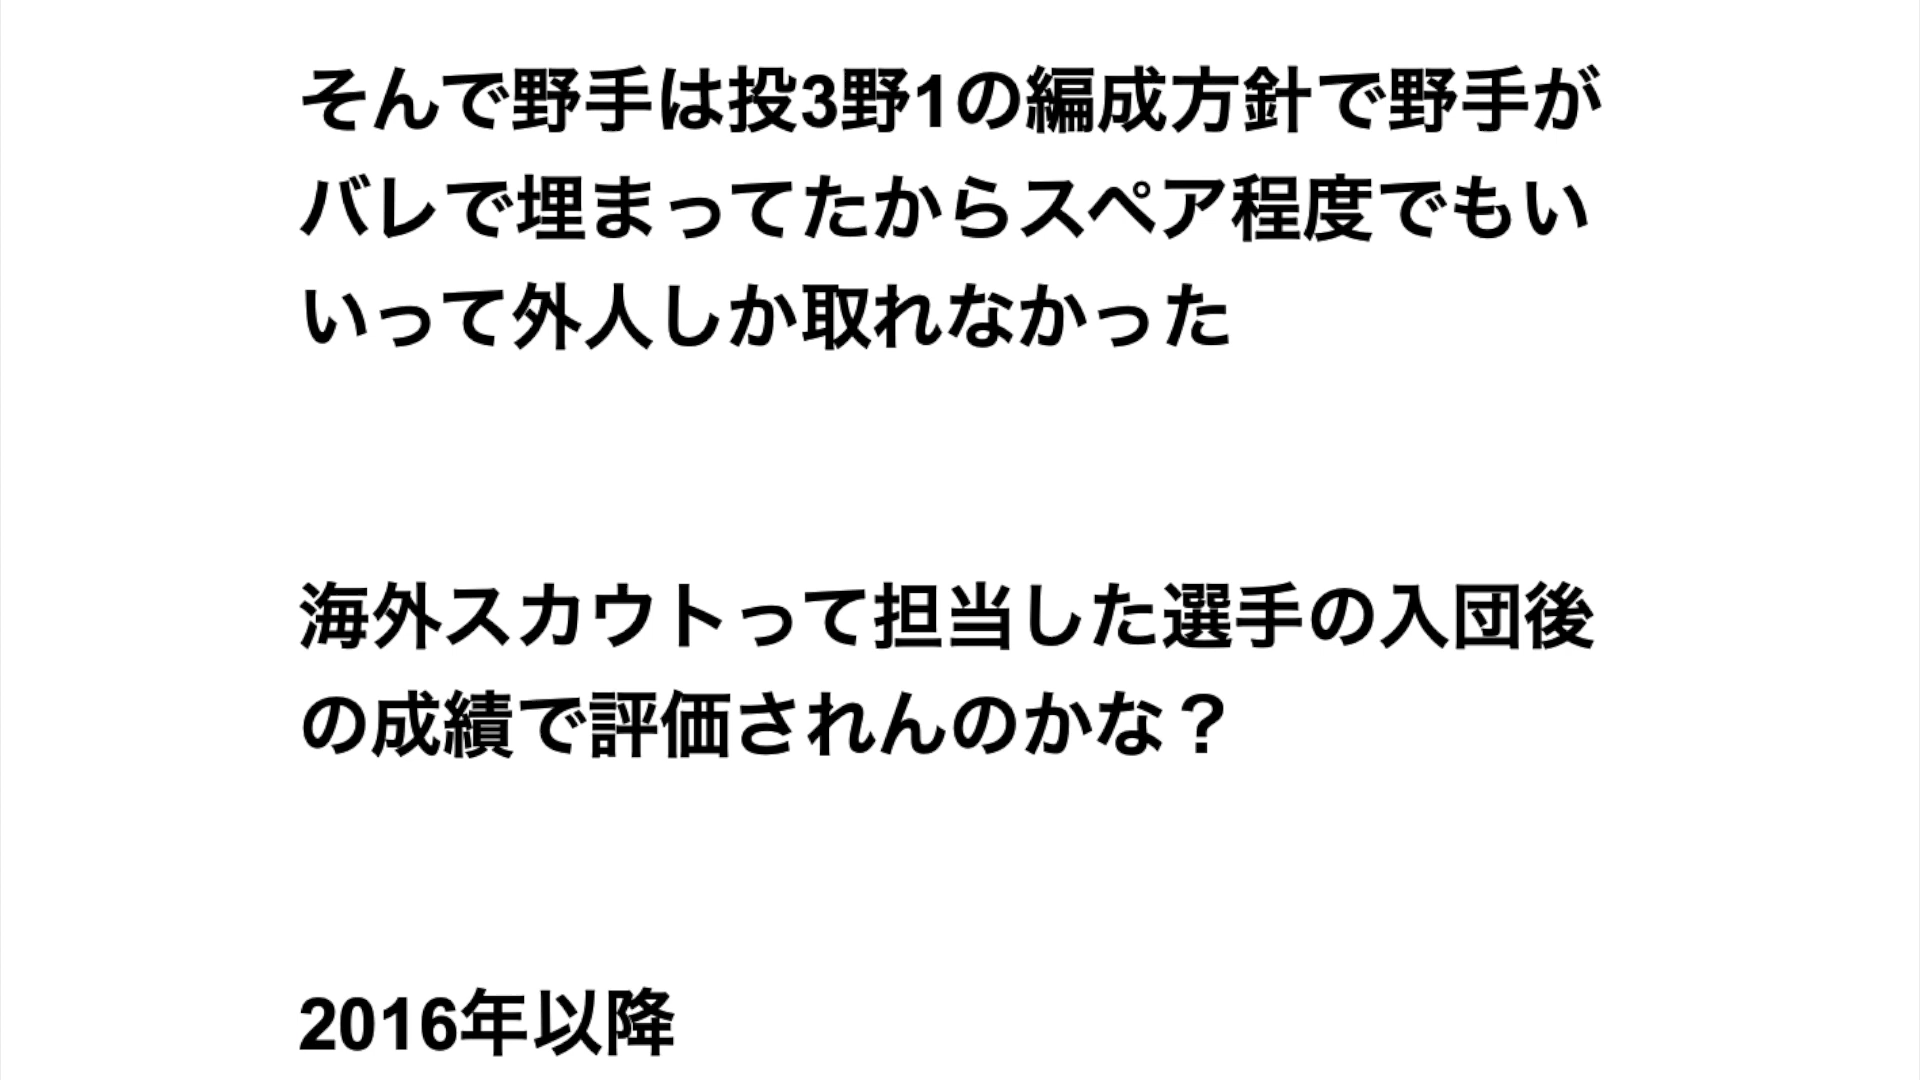 そんで野手は投3野1の編成方針で野手が
バレで埋まってたからスペア程度でもい
いって外人しか取れなかった
海外スカウトって担当した選手の入団後
の成績で評価されんのかな？
2016年以降